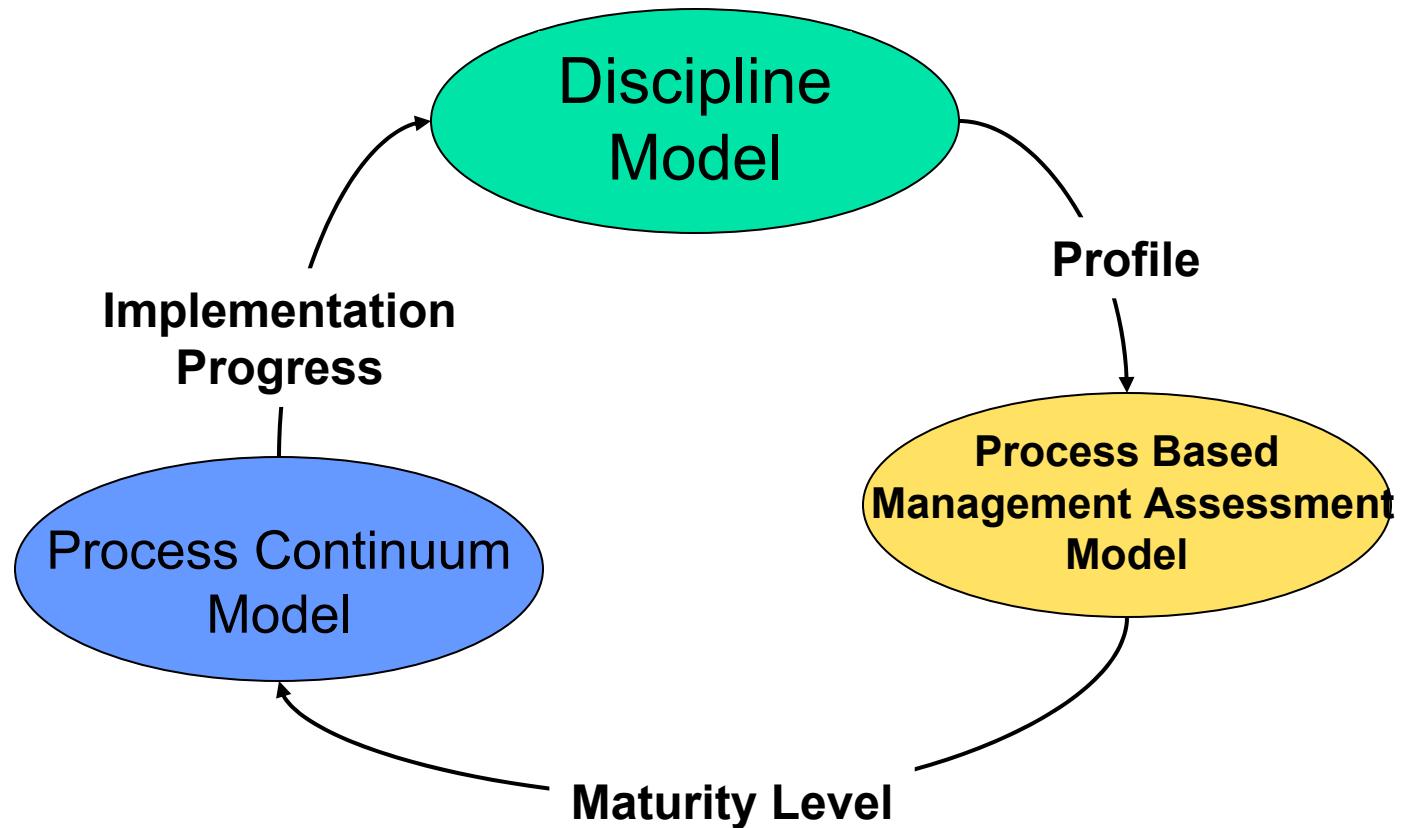 Discipline
Model
Profile
Implementation
Progress
Process Based
Management Assessment
Model
Process Continuum
Model
Maturity Level